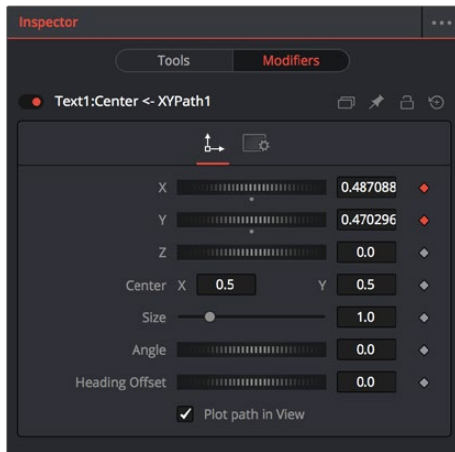 Inspector
Tools Modifiers
Text1:Center <- XYPath1
X 0.487088
Y 0.470296
Z 0.0
Center X 0.5 Y 0.5
Size 1.0
Angle 0.0
Heading Offset 0.0
Plot path in View